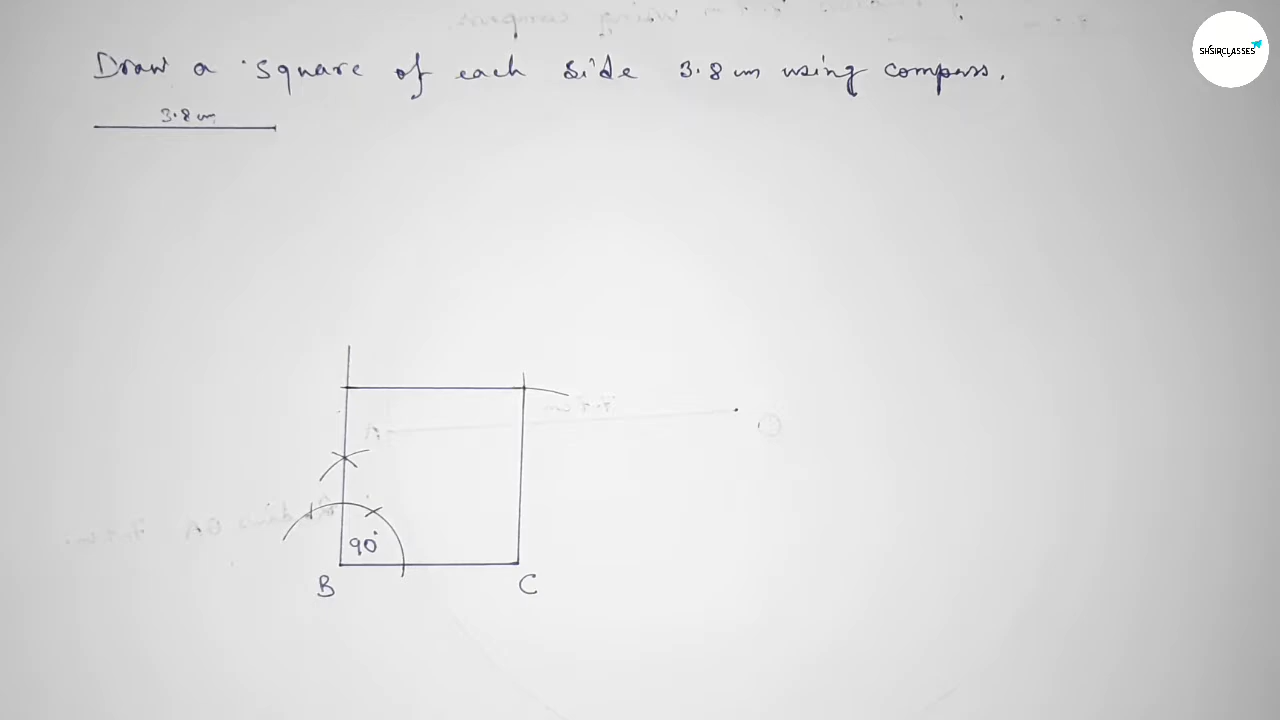 SHSIRCLASSES
Draw a square of each side 3.8 cm using compass.
3.8 cm
90°
B C